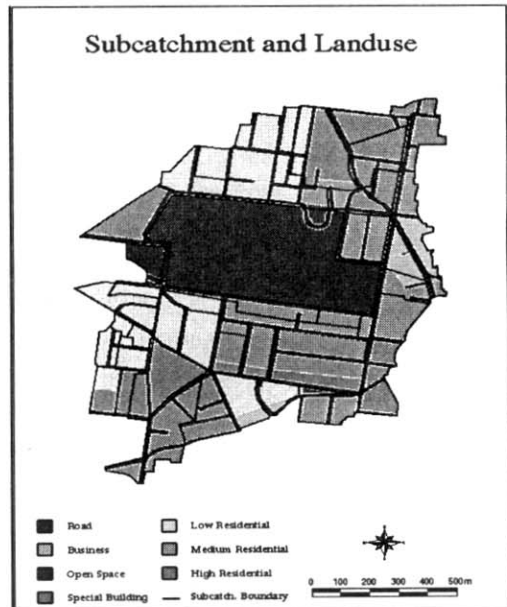 Subcatchment and Landuse
Road
Business
Open Space
Special Building
Low Residential
Medium Residential
High Residential
Subcatch. Boundary
0 100 200 300 400 500 m